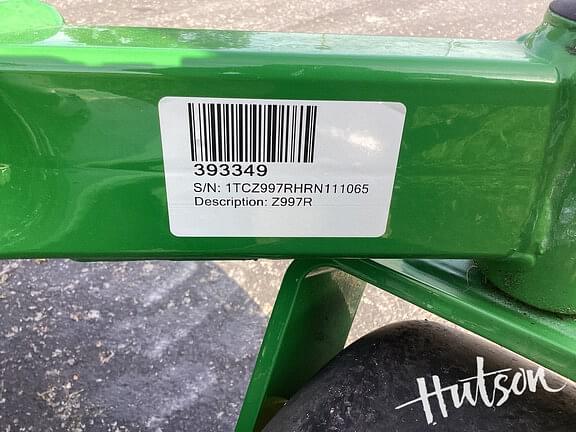 393349
S/N: 1TCZ997RHRN111065
Description: Z997R
Hutson